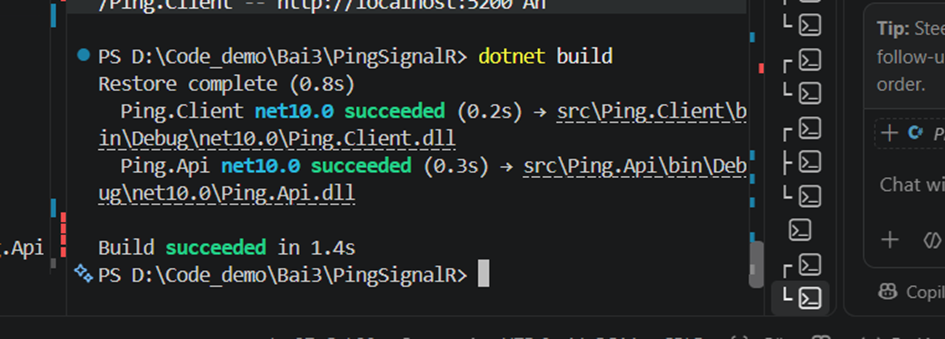 /Ping.Client -- http://localhost:5200 An
PS D:\Code_demo\Bai3\PingSignalR> dotnet build
Restore complete (0.8s)
Ping.Client net10.0 succeeded (0.2s) → src\Ping.Client\b
in\Debug\net10.0\Ping.Client.dll
Ping.Api net10.0 succeeded (0.3s) → src\Ping.Api\bin\Deb
ug\net10.0\Ping.Api.dll
g.Api
Build succeeded in 1.4s
PS D:\Code_demo\Bai3\PingSignalR>
Tip: Stee
follow-u
order.
Chat wi
Copil